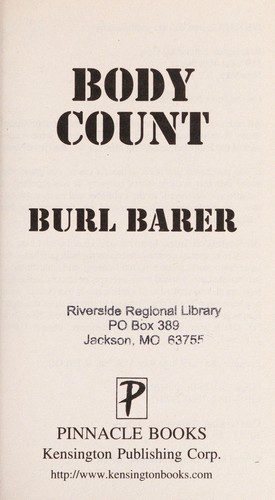 BODY
COUNT
BURL BARER
Riverside Regional Library
PO Box 389
Jackson, MO 63755
P
PINNACLE BOOKS
Kensington Publishing Corp.
http://www.kensingtonbooks.com